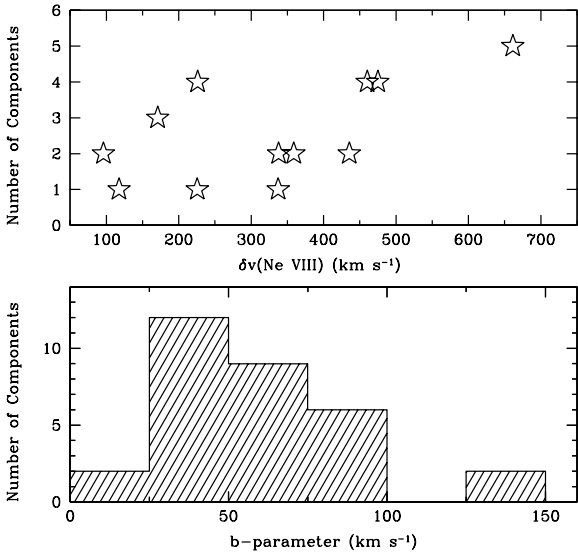 Number of Components
6
5
4
3
2
1
0
100 200 300 400 500 600 700
δv(Ne VIII) (km s⁻¹)
Number of Components
10
5
0
0 50 100 150
b-parameter (km s⁻¹)